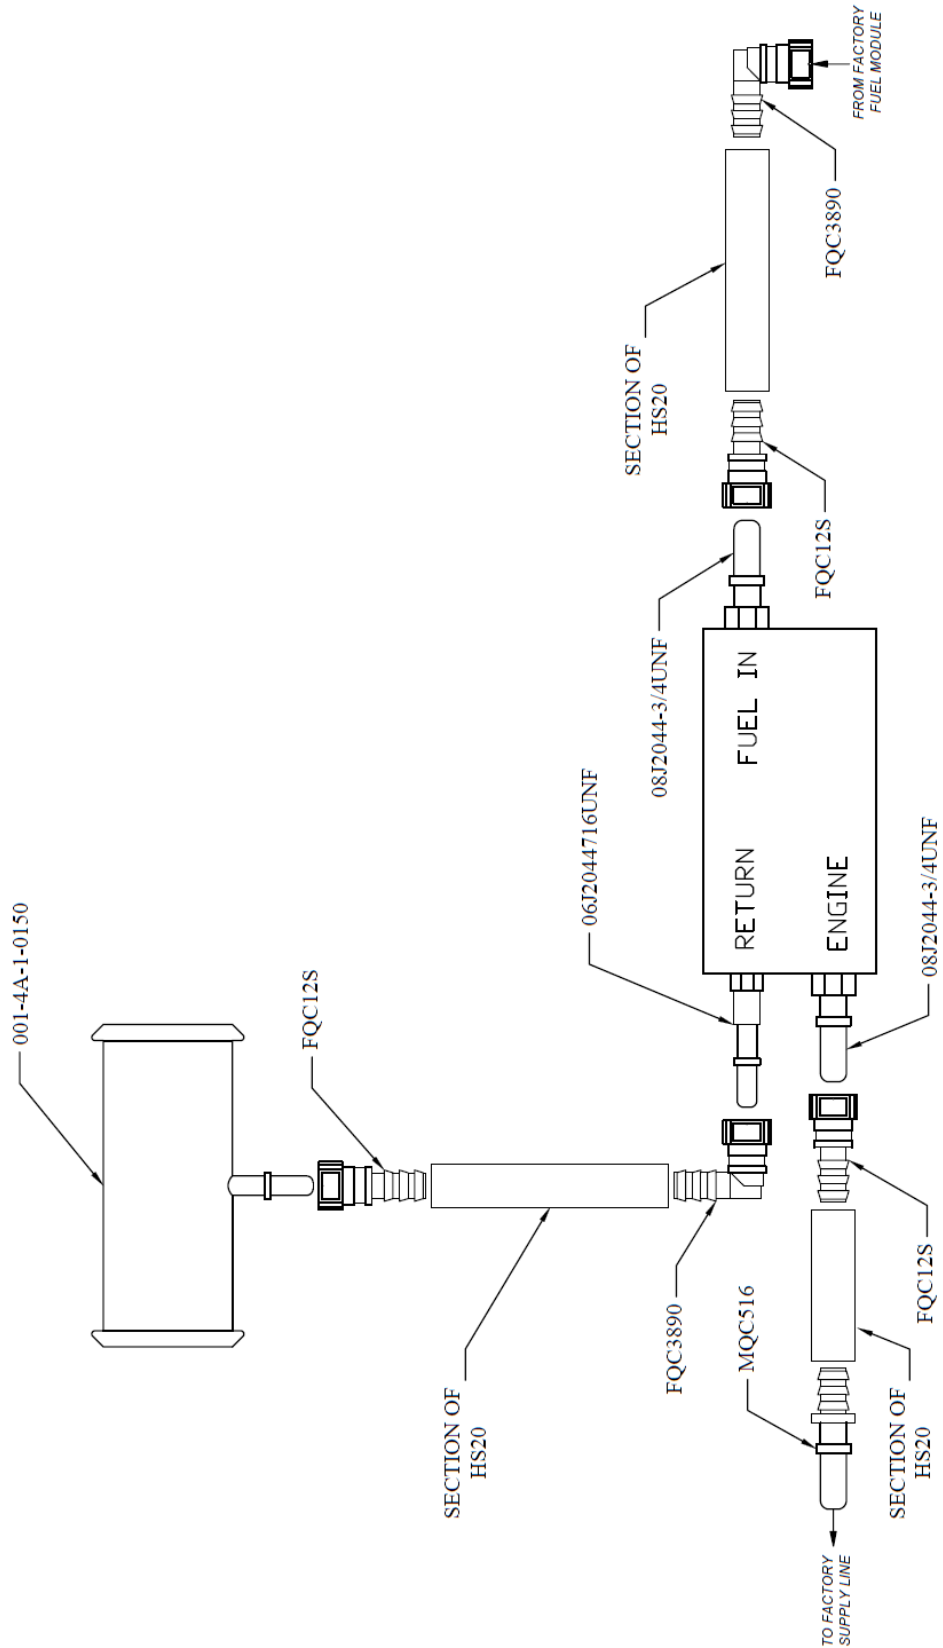 001-4A-1-0150
FQC12S
SECTION OF
HS20
FQC3890
06J2044716UNF
MQC516
TO FACTORY
SUPPLY LINE
SECTION OF
HS20
FQC12S
08J2044-3/4UNF
RETURN
FUEL IN
ENGINE
08J2044-3/4UNF
FQC12S
SECTION OF
HS20
FQC3890
FROM FACTORY
FUEL MODULE